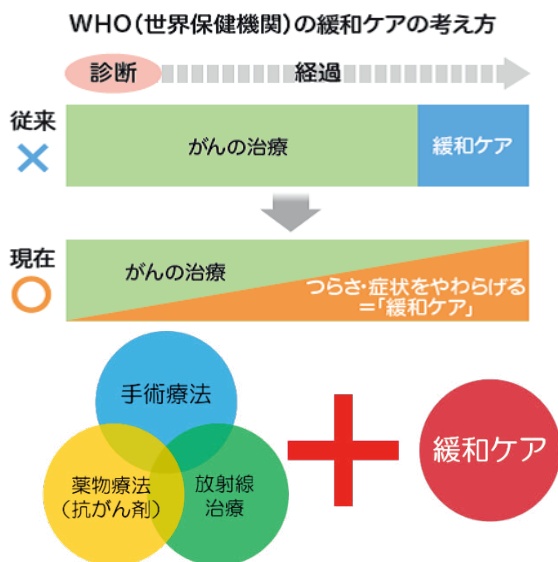 WHO(世界保健機関)の緩和ケアの考え方
診断
経過
従来
がんの治療
緩和ケア
現在
がんの治療
つらさ・症状をやわらげる
=「緩和ケア」
手術療法
薬物療法
(抗がん剤)
放射線
治療
緩和ケア